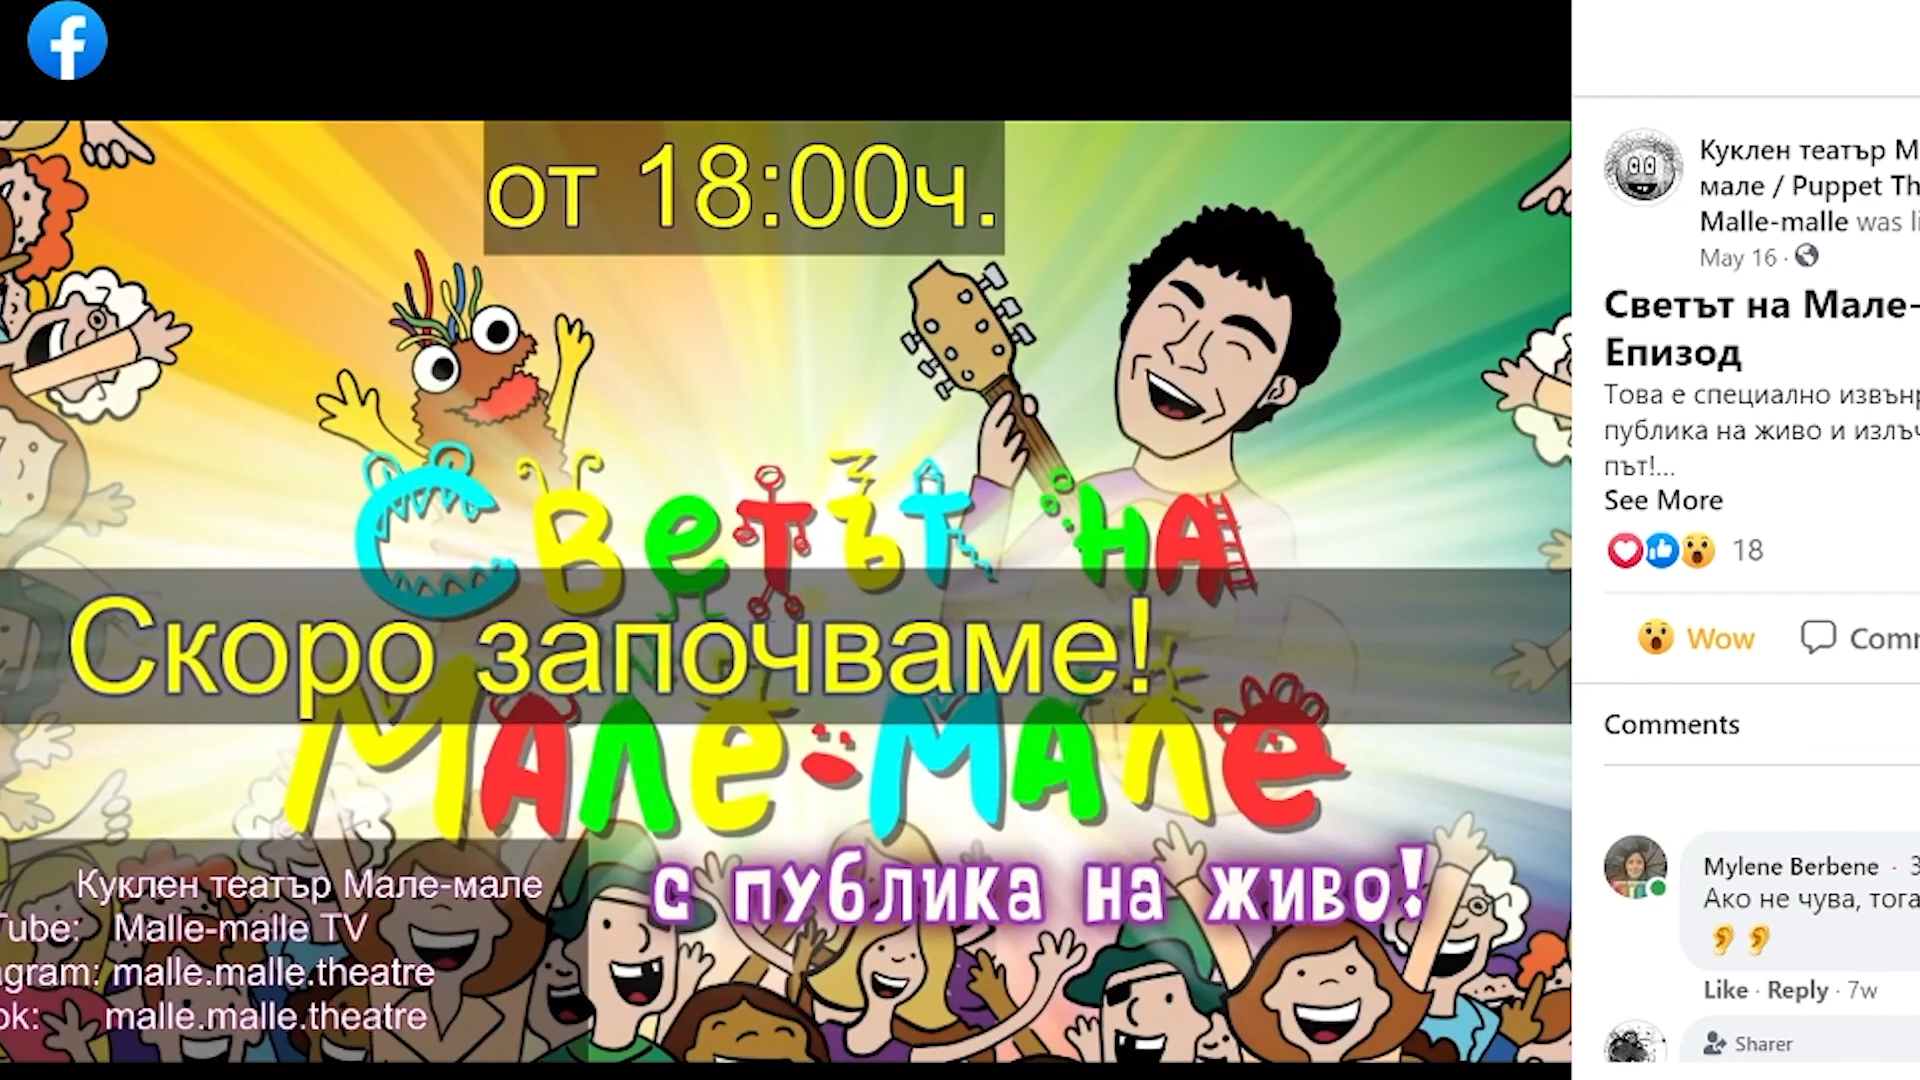 от 18:00ч.
Светът на
Скоро започваме!
Мале-мале
с публика на живо!
Куклен театър Мале-мале
Tube: Malle-malle TV
gram: malle.malle.theatre
ok: malle.malle.theatre
Куклен театър М
мале / Puppet Th
Malle-malle was li
May 16 ·
Светът на Мале-
Епизод
Това е специално извън
публика на живо и излъч
път!...
See More
18
Wow
Comm
Comments
Mylene Berbene · 3
Ако не чува, тога
Like · Reply · 7w
Sharer